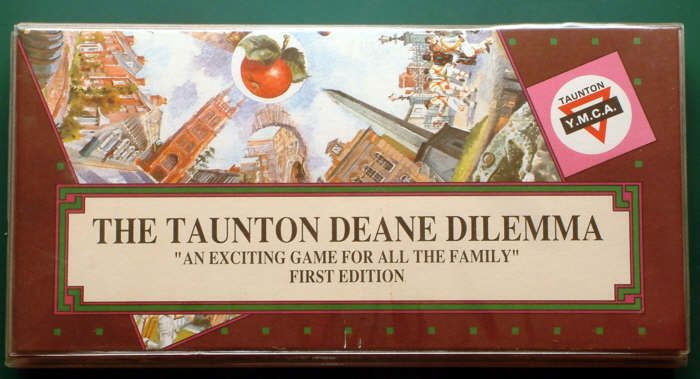 TAUNTON
Y.M.C.A.
THE TAUNTON DEANE DILEMMA
"AN EXCITING GAME FOR ALL THE FAMILY"
FIRST EDITION